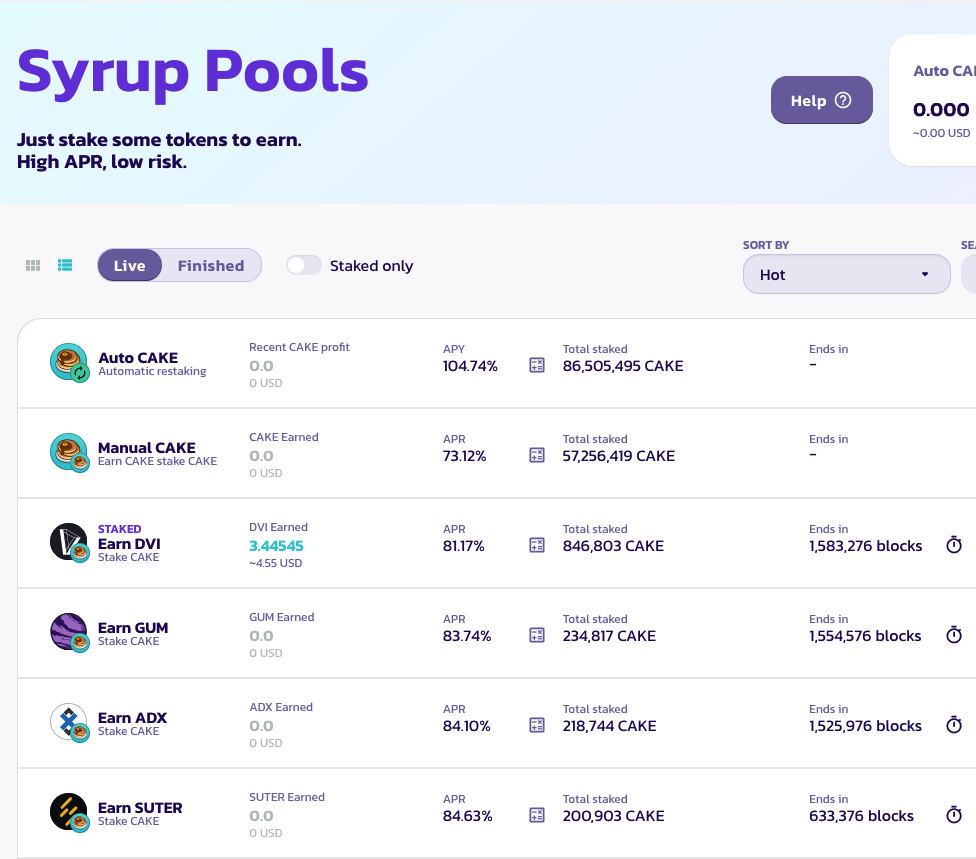 Syrup Pools
Just stake some tokens to earn.
High APR, low risk.
Help
Auto CAK
0.000
~0.00 USD
Live
Finished
Staked only
SORT BY
Hot
SE
Auto CAKE
Automatic restaking
Recent CAKE profit
0.0
0 USD
APY
104.74%
Total staked
86,505,495 CAKE
Ends in
-
Manual CAKE
Earn CAKE stake CAKE
CAKE Earned
0.0
0 USD
APR
73.12%
Total staked
57,256,419 CAKE
Ends in
-
STAKED
Earn DVI
Stake CAKE
DVI Earned
3.44545
~4.55 USD
APR
81.17%
Total staked
846,803 CAKE
Ends in
1,583,276 blocks
Earn GUM
Stake CAKE
GUM Earned
0.0
0 USD
APR
83.74%
Total staked
234,817 CAKE
Ends in
1,554,576 blocks
Earn ADX
Stake CAKE
ADX Earned
0.0
0 USD
APR
84.10%
Total staked
218,744 CAKE
Ends in
1,525,976 blocks
Earn SUTER
Stake CAKE
SUTER Earned
0.0
0 USD
APR
84.63%
Total staked
200,903 CAKE
Ends in
633,376 blocks